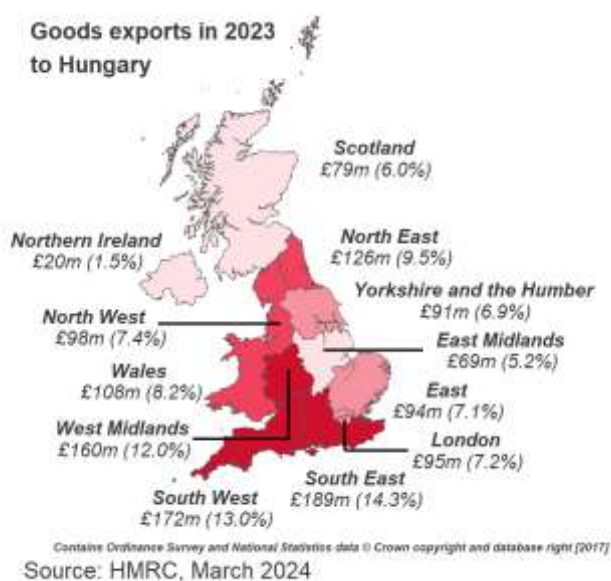 Goods exports in 2023
to Hungary
Scotland
£79m (6.0%)
Northern Ireland
£20m (1.5%)
North East
£126m (9.5%)
Yorkshire and the Humber
£91m (6.9%)
North West
£98m (7.4%)
East Midlands
£69m (5.2%)
Wales
£108m (8.2%)
East
£94m (7.1%)
West Midlands
£160m (12.0%)
London
£95m (7.2%)
South East
£189m (14.3%)
South West
£172m (13.0%)
Contains Ordinance Survey and National Statistics data © Crown copyright and database right [2017]
Source: HMRC, March 2024